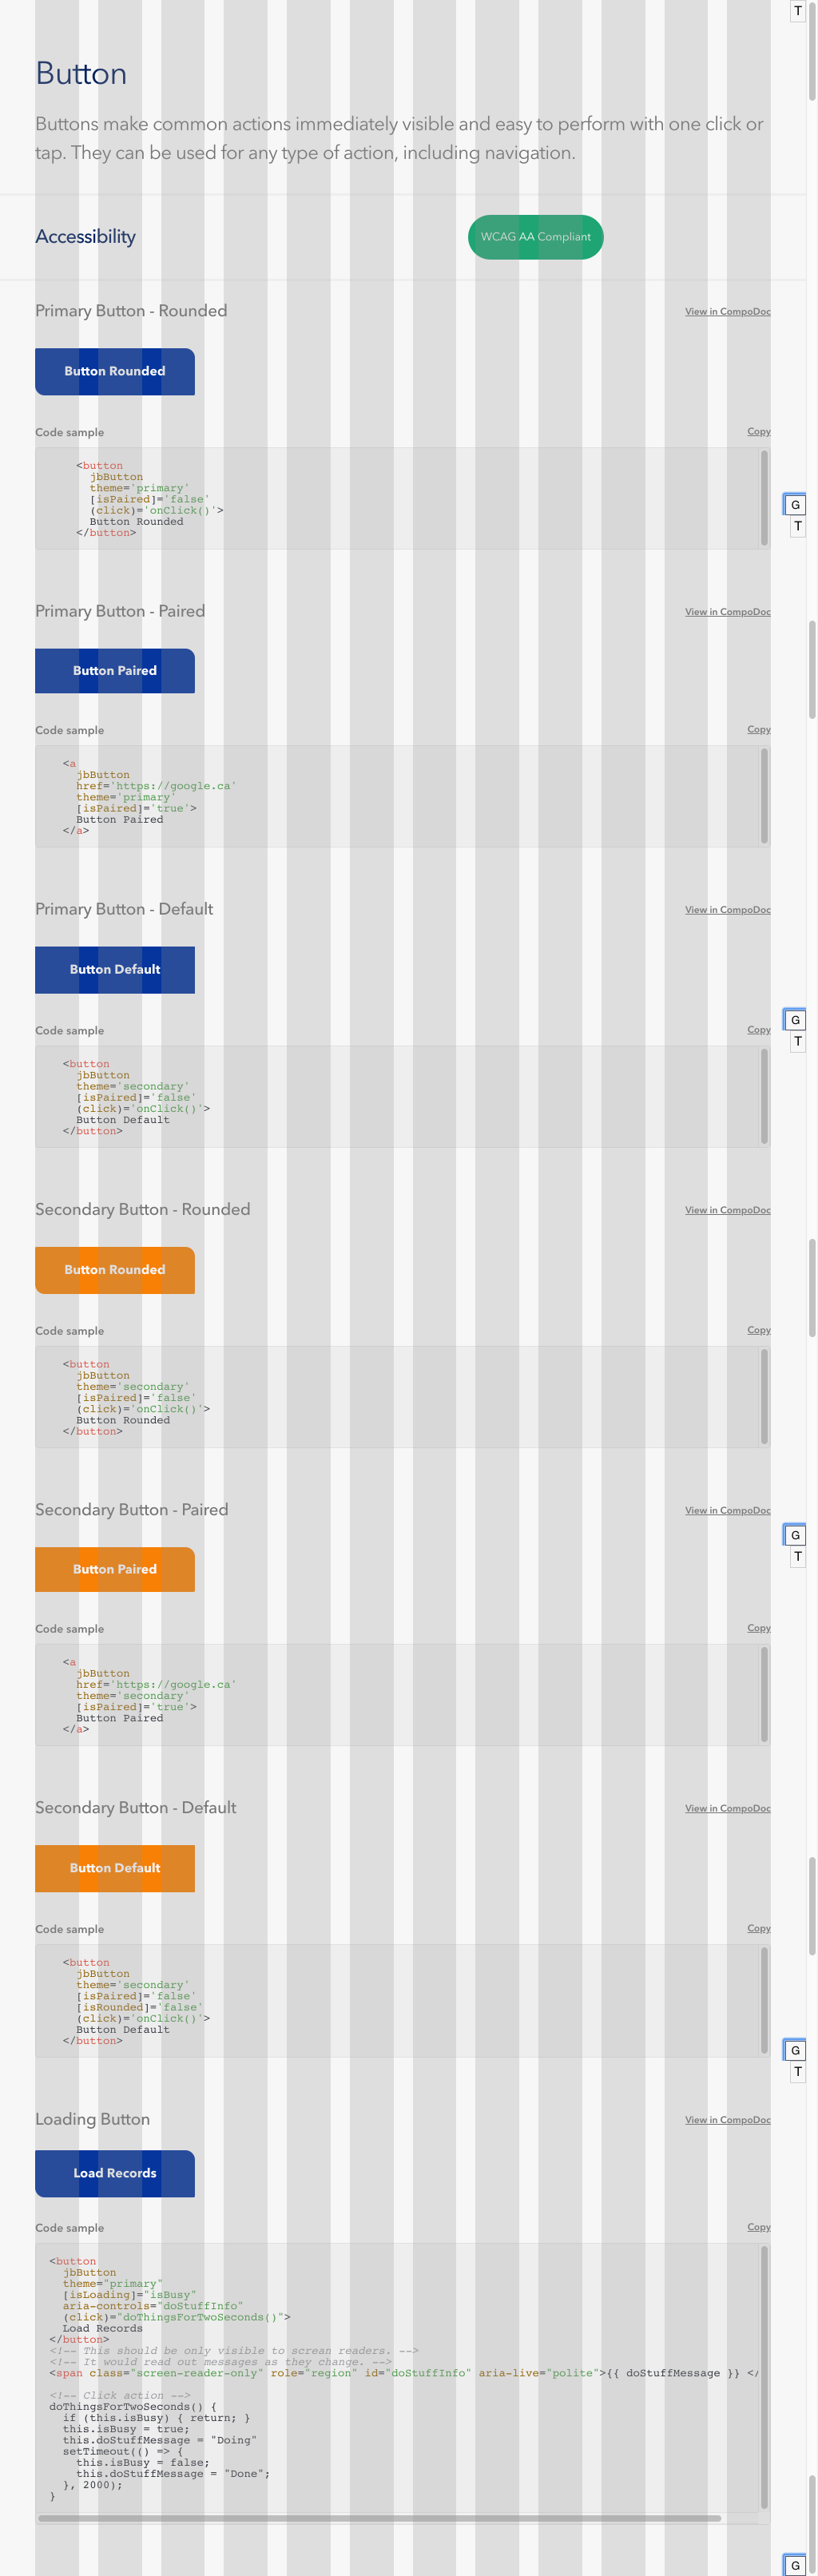 T
Button
Buttons make common actions immediately visible and easy to perform with one click or
tap. They can be used for any type of action, including navigation.
Accessibility
WCAG AA Compliant
Primary Button - Rounded
View in CompoDoc
Button Rounded
Code sample
Copy
<button
jbButton
theme='primary'
[isPaired]='false'
(click)='onClick()'>
Button Rounded
</button>
G
T
Primary Button - Paired
View in CompoDoc
Button Paired
Code sample
Copy
<a
jbButton
href='https://google.ca'
theme='primary'
[isPaired]='true'>
Button Paired
</a>
Primary Button - Default
View in CompoDoc
Button Default
G
T
Code sample
Copy
<button
jbButton
theme='secondary'
[isPaired]='false'
(click)='onClick()'>
Button Default
</button>
Secondary Button - Rounded
View in CompoDoc
Button Rounded
Code sample
Copy
<button
jbButton
theme='secondary'
[isPaired]='false'
(click)='onClick()'>
Button Rounded
</button>
Secondary Button - Paired
View in CompoDoc
G
T
Button Paired
Code sample
Copy
<a
jbButton
href='https://google.ca'
theme='secondary'
[isPaired]='true'>
Button Paired
</a>
Secondary Button - Default
View in CompoDoc
Button Default
Code sample
Copy
<button
jbButton
theme='secondary'
[isPaired]='false'
[isRounded]='false'
(click)='onClick()'>
Button Default
</button>
G
T
Loading Button
View in CompoDoc
Load Records
Code sample
Copy
<button
jbButton
theme="primary"
[isLoading]="isBusy"
aria-controls="doStuffInfo"
(click)="doThingsForTwoSeconds()">
Load Records
</button>
<!-- This should be only visible to screan readers. -->
<!-- It would read out messages as they change. -->
<span class="screen-reader-only" role="region" id="doStuffInfo" aria-live="polite">{{ doStuffMessage }} </
<!-- Click action -->
doThingsForTwoSeconds() {
if (this.isBusy) { return; }
this.isBusy = true;
this.doStuffMessage = "Doing"
setTimeout(() => {
this.isBusy = false;
this.doStuffMessage = "Done";
}, 2000);
}
G